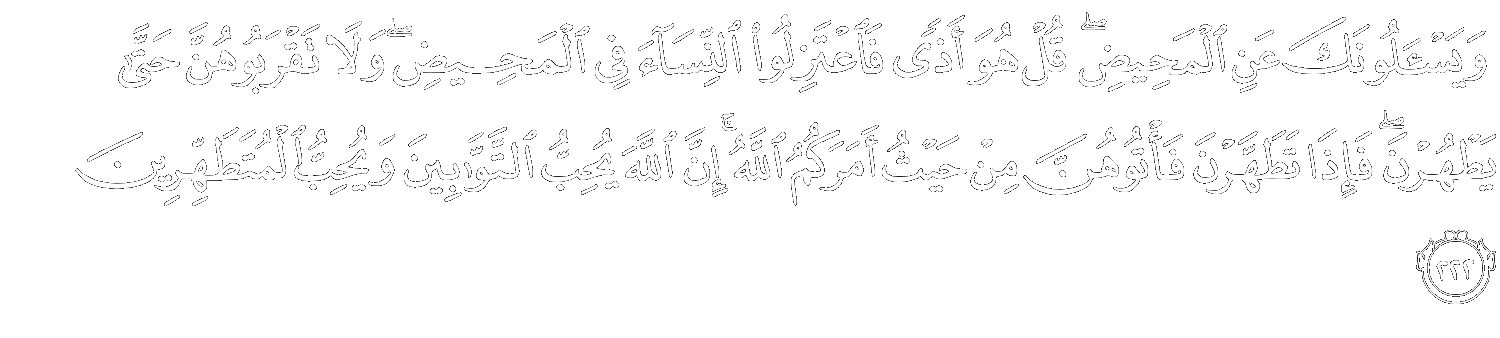 وَيَسْـَٔلُونَكَ عَنِ ٱلْمَحِيضِ ۖ قُلْ هُوَ أَذًى فَٱعْتَزِلُوا۟ ٱلنِّسَآءَ فِى ٱلْمَحِيضِ ۖ وَلَا تَقْرَبُوهُنَّ حَتَّىٰ
يَطْهُرْنَ ۖ فَإِذَا تَطَهَّرْنَ فَأْتُوهُنَّ مِنْ حَيْثُ أَمَرَكُمُ ٱللَّهُ ۚ إِنَّ ٱللَّهَ يُحِبُّ ٱلتَّوَّٰبِينَ وَيُحِبُّ ٱلْمُتَطَهِّرِينَ
٢٢٢